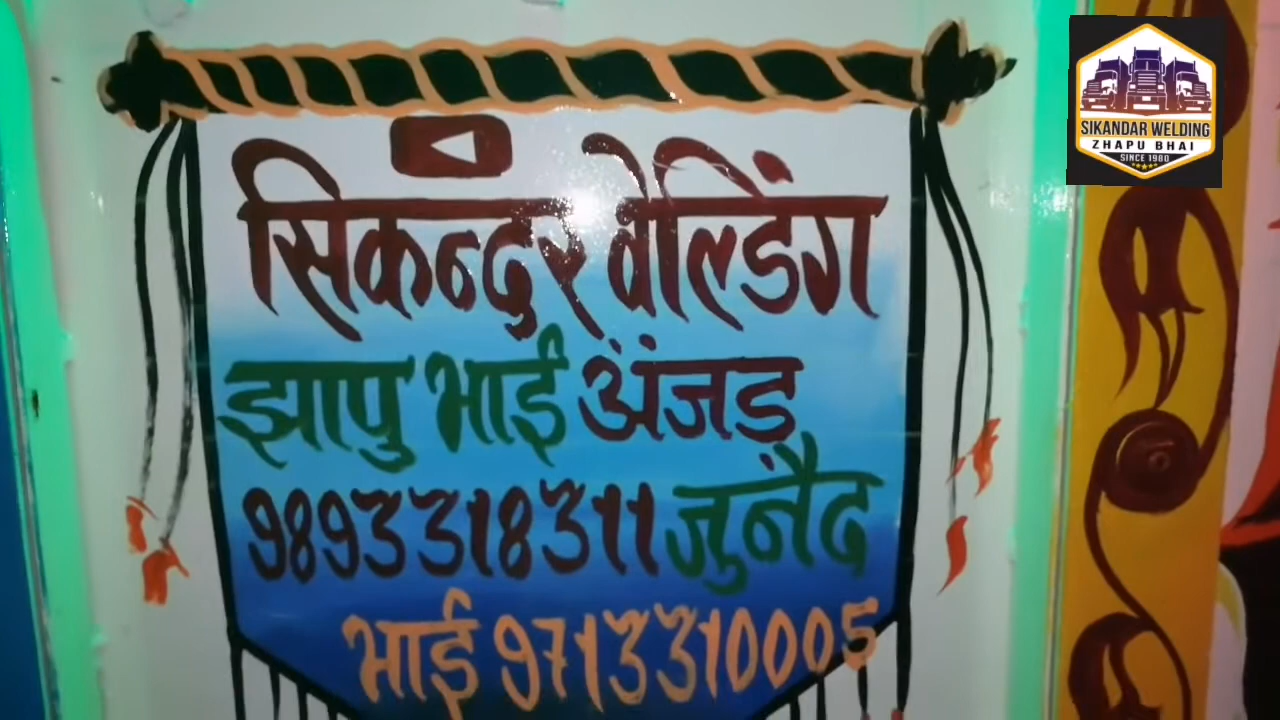 सिकन्दर वेल्डिंग
झापु भाई अंजड़
9893318311 जुनैद
भाई 9713310005
SIKANDAR WELDING
ZHAPU BHAI
SINCE 1980